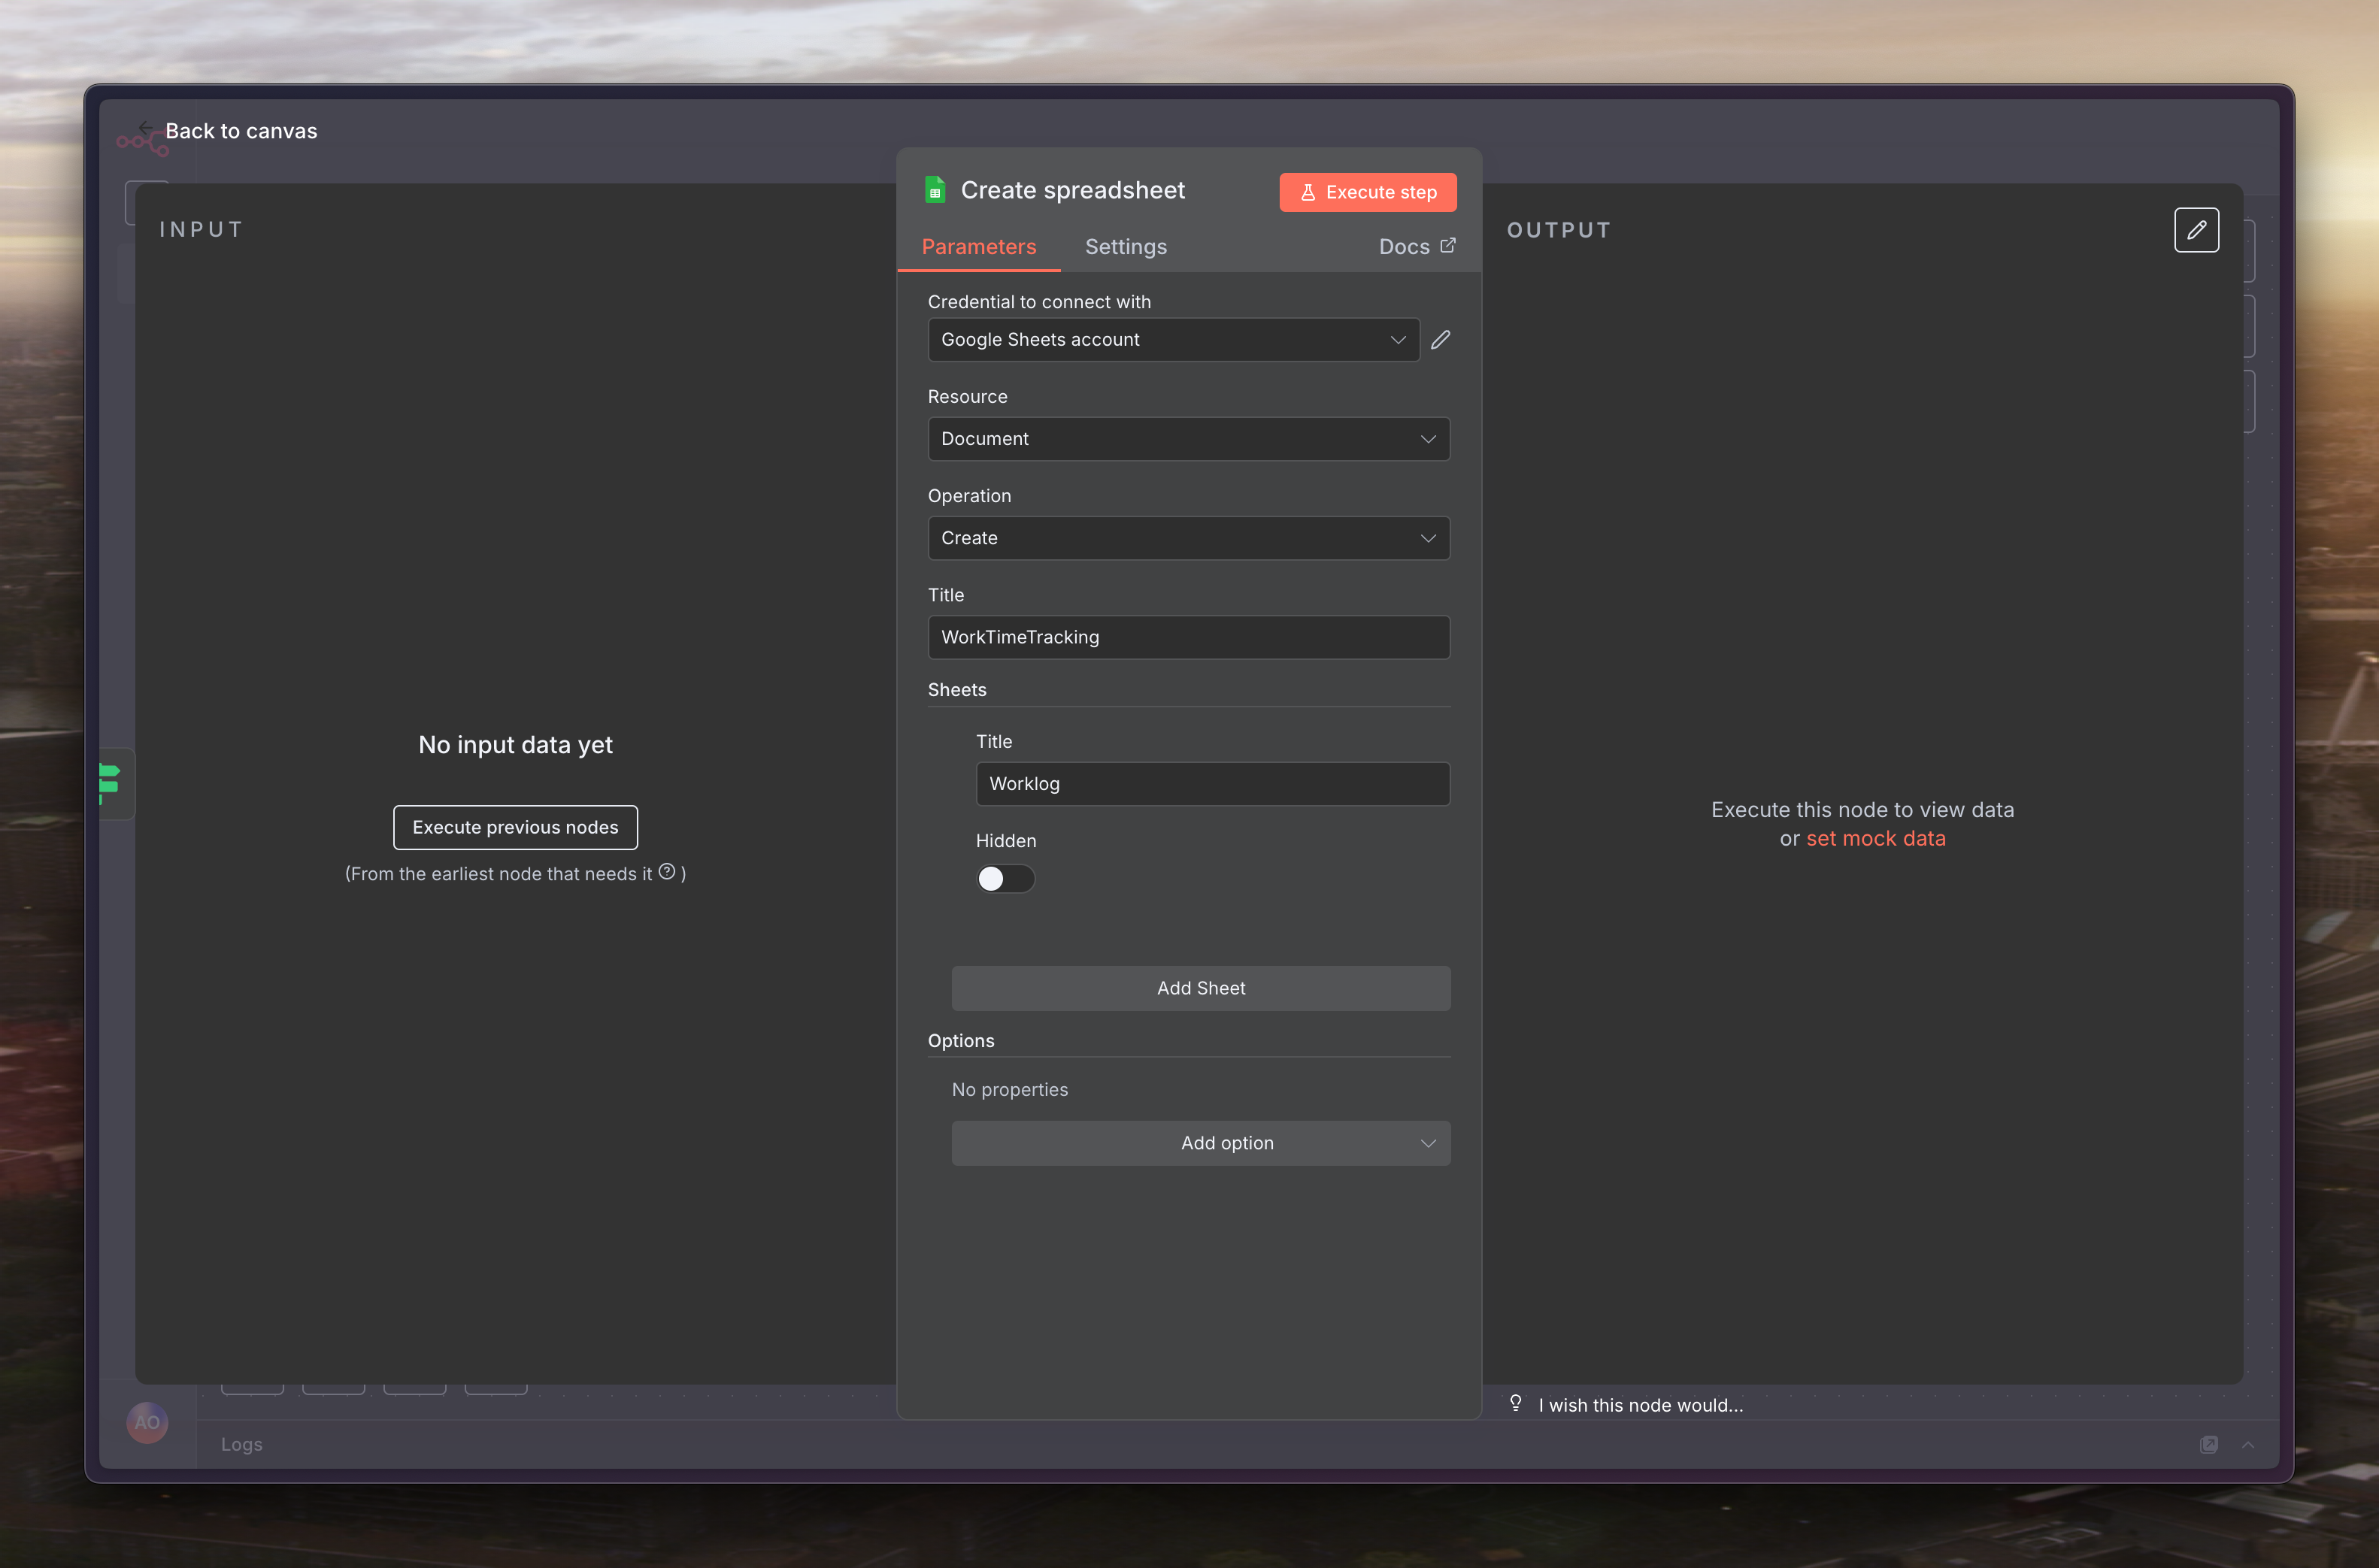 Back to canvas
INPUT
No input data yet
Execute previous nodes
(From the earliest node that needs it ? )
Create spreadsheet
Execute step
Parameters
Settings
Docs
Credential to connect with
Google Sheets account
Resource
Document
Operation
Create
Title
WorkTimeTracking
Sheets
Title
Worklog
Hidden
Add Sheet
Options
No properties
Add option
OUTPUT
Execute this node to view data
or set mock data
I wish this node would...
AO
Logs